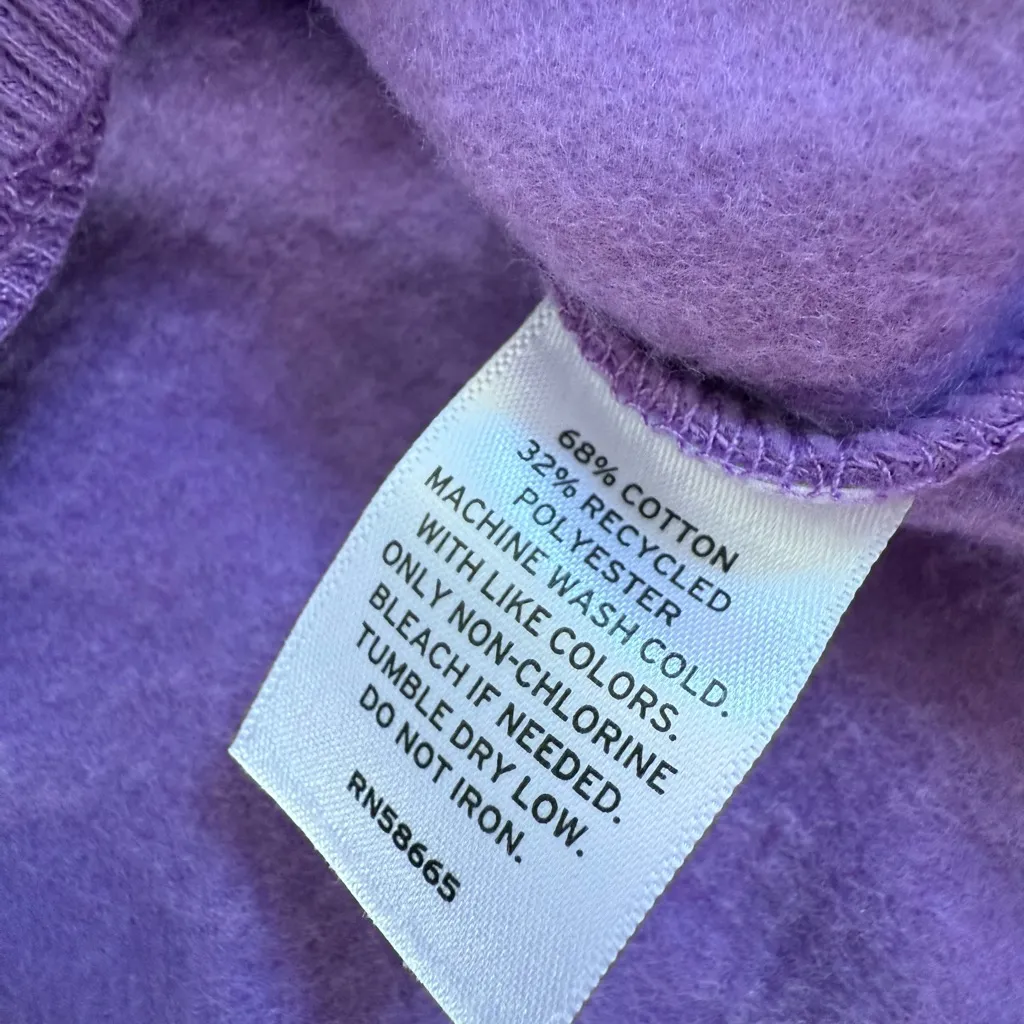 68% COTTON
32% RECYCLED
POLYESTER
MACHINE WASH COLD.
WITH LIKE COLORS.
ONLY NON-CHLORINE
BLEACH IF NEEDED.
TUMBLE DRY LOW.
DO NOT IRON.
RN58665